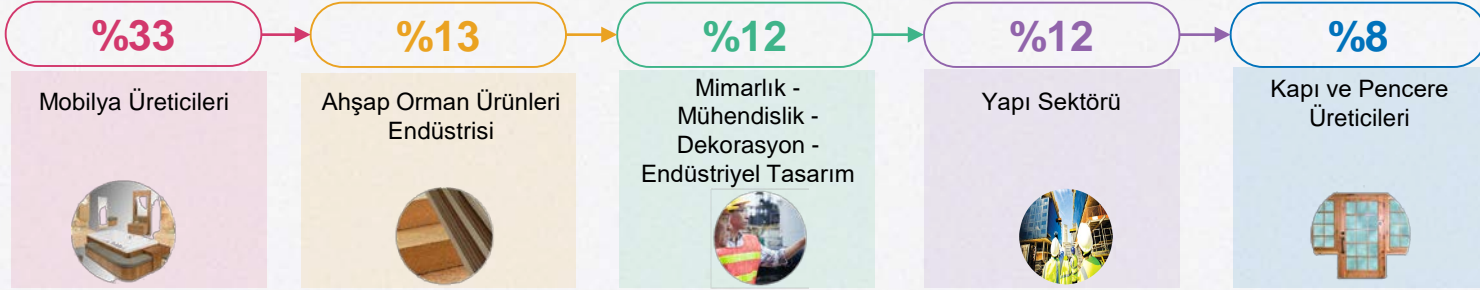 %33
%13
%12
%12
%8
Mobilya Üreticileri
Ahşap Orman Ürünleri
Endüstrisi
Mimarlık -
Mühendislik -
Dekorasyon -
Endüstriyel Tasarım
Yapı Sektörü
Kapı ve Pencere
Üreticileri